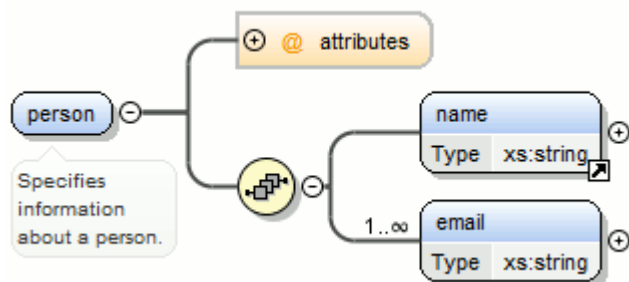 @ attributes
person
Specifies
information
about a person.
name
Type xs:string
1..∞
email
Type xs:string